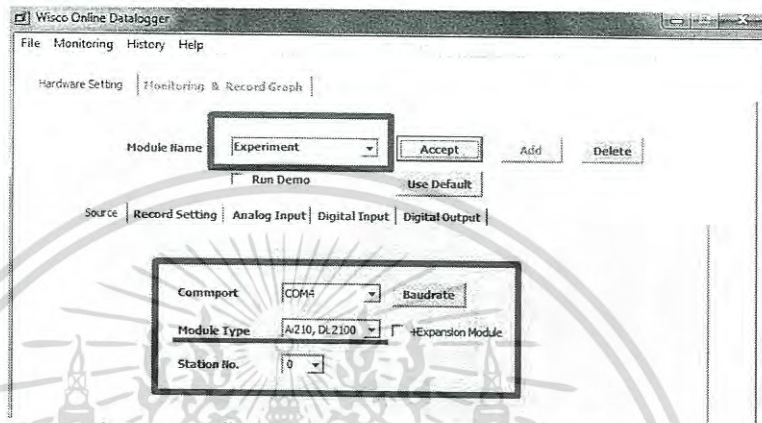 Wisco Online Datalogger
File Monitoring History Help
Hardware Setting Monitoring & Record Graph
Module Name Experiment Accept Add Delete
Run Demo Use Default
Source Record Setting Analog Input Digital Input Digital Output
Commport COM4 Baudrate
Module Type AI210, DL2100 +Expansion Module
Station No. 0